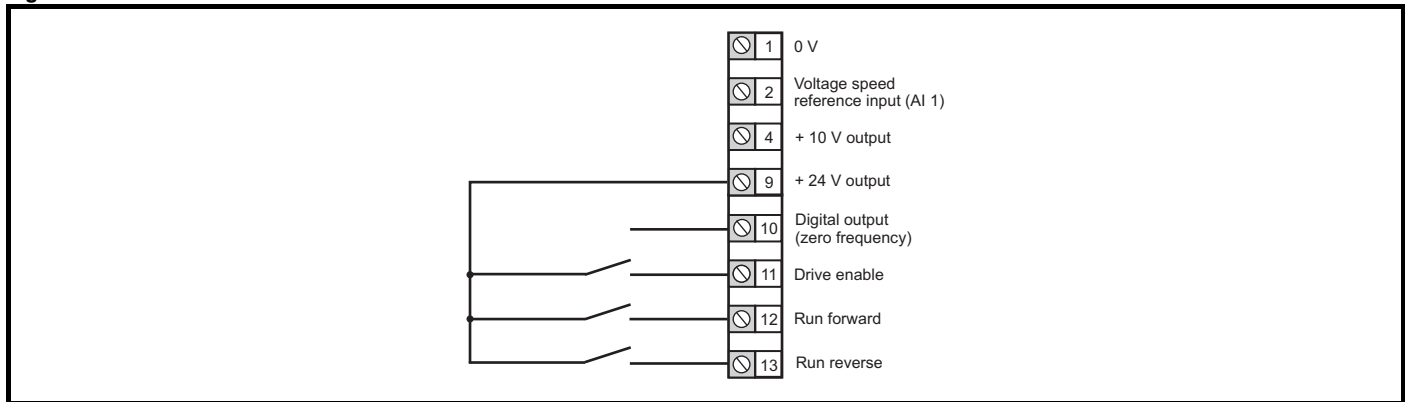 1 0 V
2 Voltage speed
reference input (AI 1)
4 + 10 V output
9 + 24 V output
10 Digital output
(zero frequency)
11 Drive enable
12 Run forward
13 Run reverse